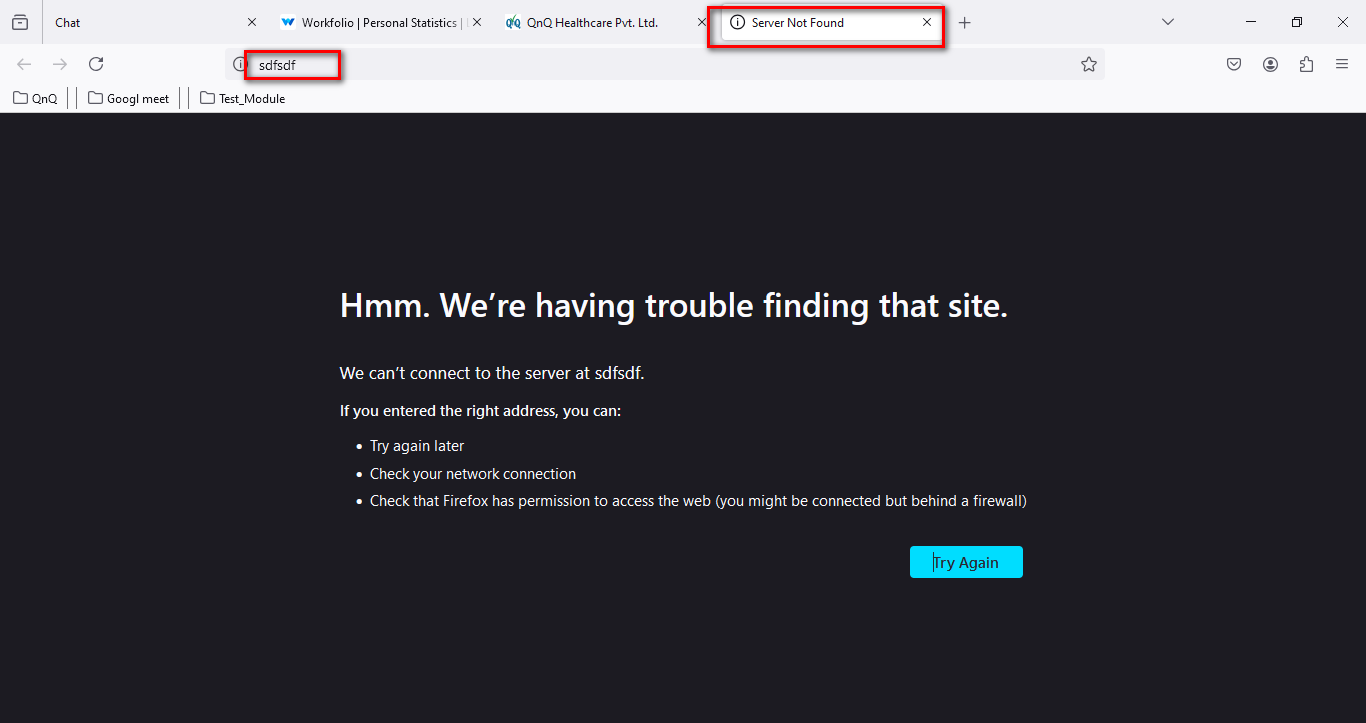 Chat
Workfolio | Personal Statistics |
QnQ Healthcare Pvt. Ltd.
Server Not Found
sdfsdf
QnQ
Googl meet
Test_Module
Hmm. We’re having trouble finding that site.
We can’t connect to the server at sdfsdf.
If you entered the right address, you can:
• Try again later
• Check your network connection
• Check that Firefox has permission to access the web (you might be connected but behind a firewall)
Try Again